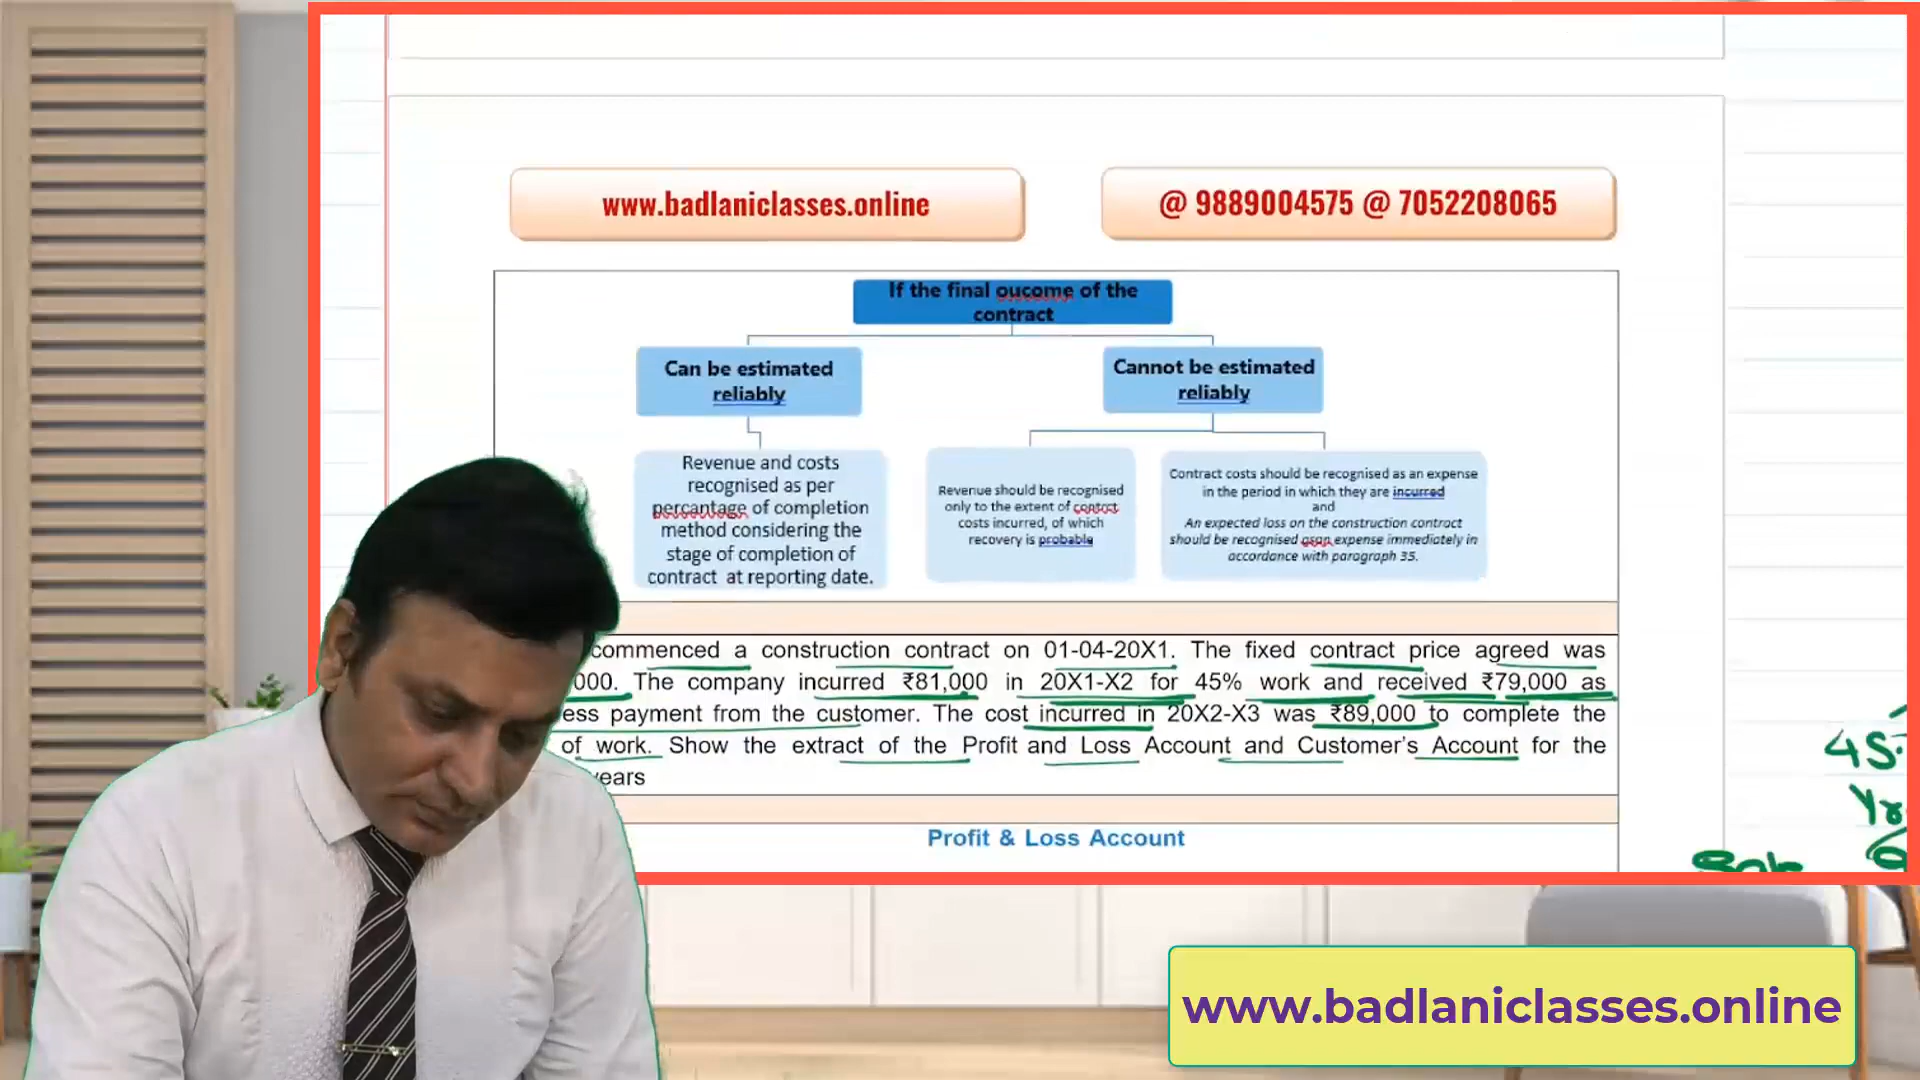 www.badlaniclasses.online
@ 9889004575 @ 7052208065
If the final oucome of the
contract
Can be estimated
reliably
Cannot be estimated
reliably
Revenue and costs
recognised as per
percantage of completion
method considering the
stage of completion of
contract at reporting date.
Revenue should be recognised
only to the extent of contrct
costs incurred, of which
recovery is probable
Contract costs should be recognised as an expense
in the period in which they are incurred
and
An expected loss on the construction contract
should be recognised asan expense immediately in
accordance with paragraph 35.
commenced a construction contract on 01-04-20X1. The fixed contract price agreed was
000. The company incurred ₹81,000 in 20X1-X2 for 45% work and received ₹79,000 as
ess payment from the customer. The cost incurred in 20X2-X3 was ₹89,000 to complete the
of work. Show the extract of the Profit and Loss Account and Customer's Account for the
years
Profit & Loss Account
Yr
www.badlaniclasses.online